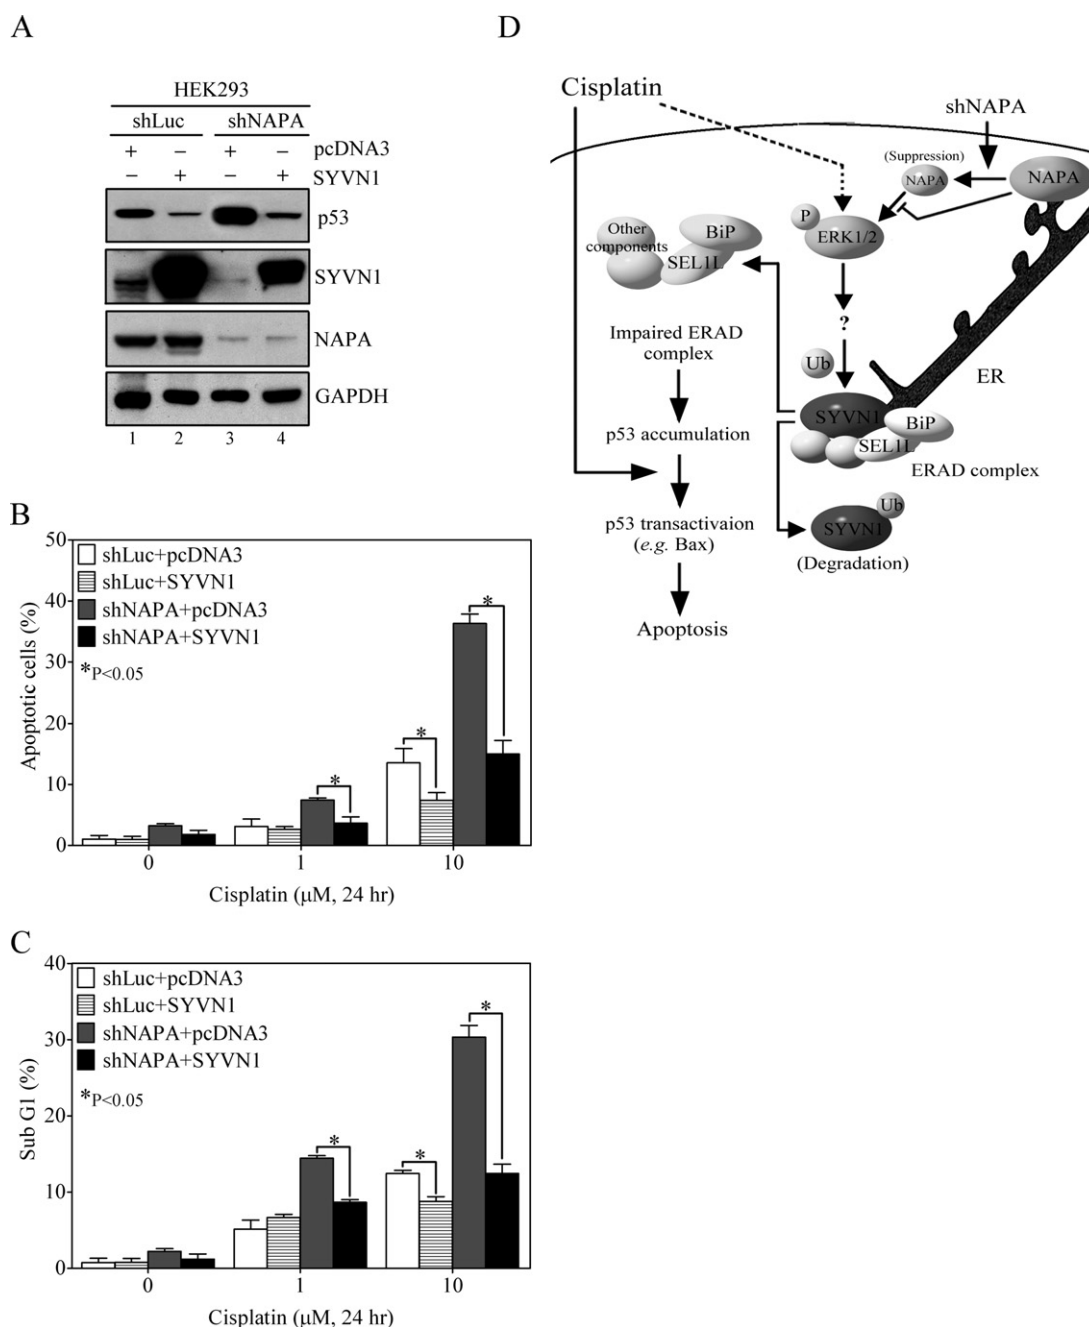 A
HEK293
shLuc shNAPA
+ − + − pcDNA3
− + − + SYVN1
p53
SYVN1
NAPA
GAPDH
1 2 3 4
B
50
40
30
20
10
0
Apoptotic cells (%)
shLuc+pcDNA3
shLuc+SYVN1
shNAPA+pcDNA3
shNAPA+SYVN1
*P<0.05
* * *
0 1 10
Cisplatin (μM, 24 hr)
C
40
30
20
10
0
Sub G1 (%)
shLuc+pcDNA3
shLuc+SYVN1
shNAPA+pcDNA3
shNAPA+SYVN1
*P<0.05
* * *
0 1 10
Cisplatin (μM, 24 hr)
D
Cisplatin
shNAPA
(Suppression)
NAPA
NAPA
P
ERK1/2
Other
components
BiP
SEL1L
?
Impaired ERAD
complex
Ub
ER
SYVN1
BiP
SEL1L
ERAD complex
p53 accumulation
Ub
SYVN1
(Degradation)
p53 transactivaion
(e.g. Bax)
Apoptosis